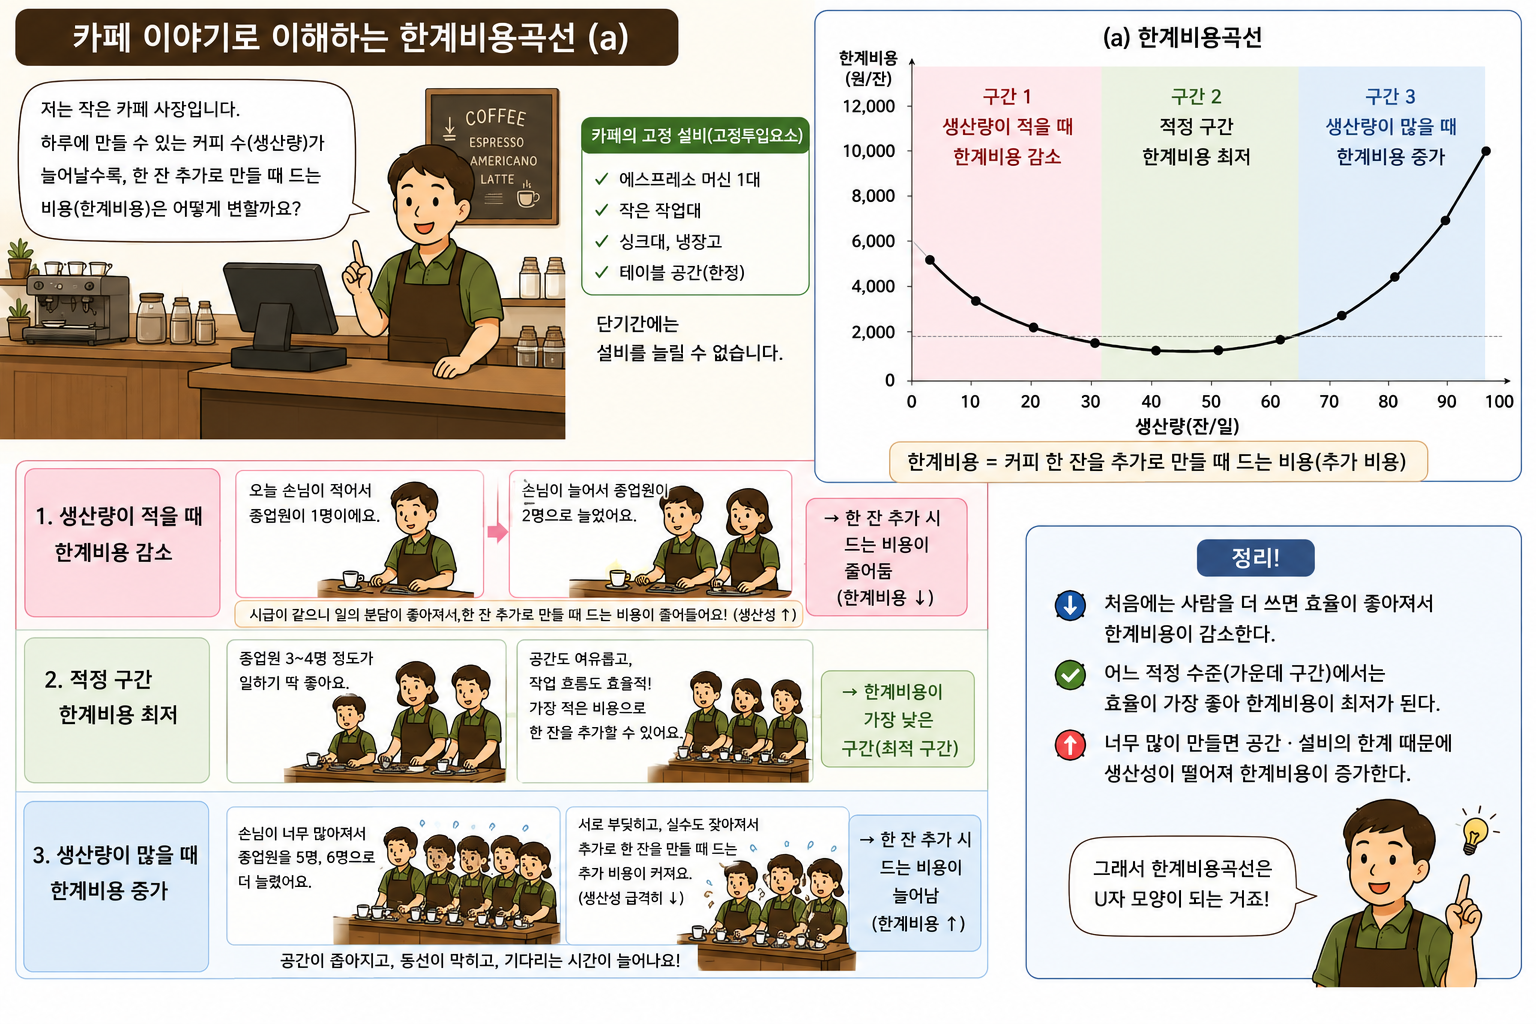 카페 이야기로 이해하는 한계비용곡선 (a)
저는 작은 카페 사장입니다.
하루에 만들 수 있는 커피 수(생산량)가
늘어날수록, 한 잔 추가로 만들 때 드는
비용(한계비용)은 어떻게 변할까요?
COFFEE
ESPRESSO
AMERICANO
LATTE
카페의 고정 설비(고정투입요소)
✓ 에스프레소 머신 1대
✓ 작은 작업대
✓ 싱크대, 냉장고
✓ 테이블 공간(한정)
단기간에는
설비를 늘릴 수 없습니다.
(a) 한계비용곡선
한계비용
(원/잔)
12,000
10,000
8,000
6,000
4,000
2,000
0
구간 1
생산량이 적을 때
한계비용 감소
구간 2
적정 구간
한계비용 최저
구간 3
생산량이 많을 때
한계비용 증가
0 10 20 30 40 50 60 70 80 90 100
생산량(잔/일)
한계비용 = 커피 한 잔을 추가로 만들 때 드는 비용(추가 비용)
1. 생산량이 적을 때
한계비용 감소
오늘 손님이 적어서
종업원이 1명이에요.
손님이 늘어서 종업원이
2명으로 늘었어요.
→ 한 잔 추가 시
드는 비용이
줄어듬
(한계비용 ↓)
시급이 같으니 일의 분담이 좋아져서,한 잔 추가로 만들 때 드는 비용이 줄어들어요! (생산성 ↑)
2. 적정 구간
한계비용 최저
종업원 3~4명 정도가
일하기 딱 좋아요.
공간도 여유롭고,
작업 흐름도 효율적!
가장 적은 비용으로
한 잔을 추가할 수 있어요.
→ 한계비용이
가장 낮은
구간(최적 구간)
3. 생산량이 많을 때
한계비용 증가
손님이 너무 많아져서
종업원을 5명, 6명으로
더 늘렸어요.
서로 부딪히고, 실수도 잦아져서
추가로 한 잔을 만들 때 드는
추가 비용이 커져요.
(생산성 급격히 ↓)
→ 한 잔 추가 시
드는 비용이
늘어남
(한계비용 ↑)
공간이 좁아지고, 동선이 막히고, 기다리는 시간이 늘어나요!
정리!
처음에는 사람을 더 쓰면 효율이 좋아져서
한계비용이 감소한다.
어느 적정 수준(가운데 구간)에서는
효율이 가장 좋아 한계비용이 최저가 된다.
너무 많이 만들면 공간 · 설비의 한계 때문에
생산성이 떨어져 한계비용이 증가한다.
그래서 한계비용곡선은
U자 모양이 되는 거죠!